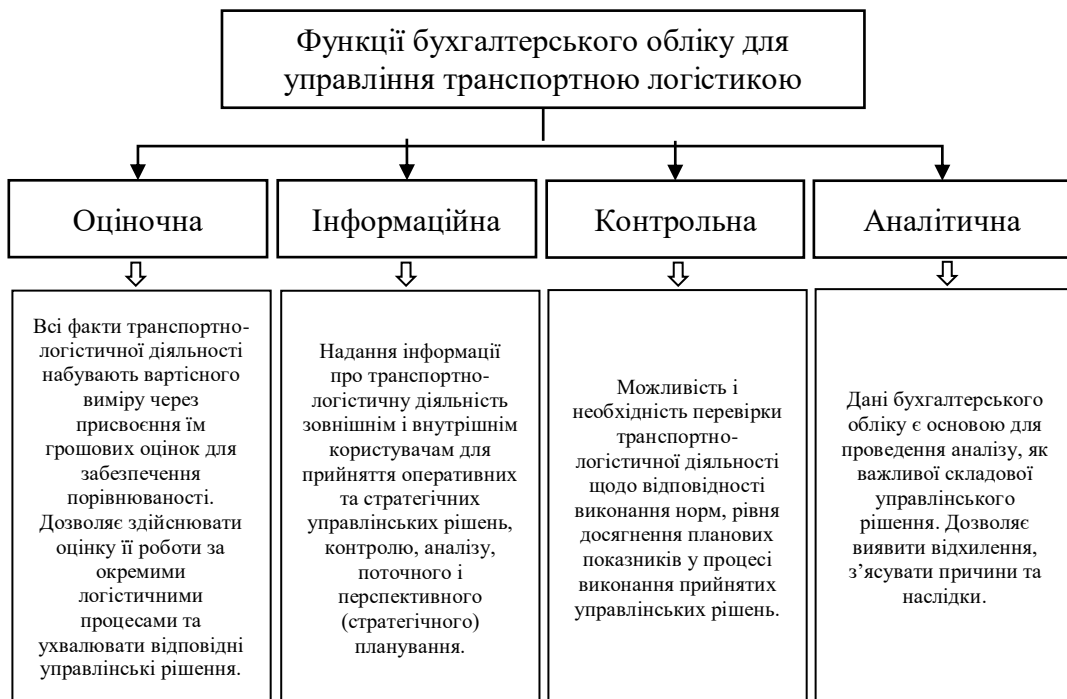 Функції бухгалтерського обліку для
управління транспортною логістикою
Оціночна
Інформаційна
Контрольна
Аналітична
Всі факти транспортно-
логістичної діяльності
набувають вартісного
виміру через
присвоєння їм
грошових оцінок для
забезпечення
порівнюваності.
Дозволяє здійснювати
оцінку її роботи за
окремими
логістичними
процесами та
ухвалювати відповідні
управлінські рішення.
Надання інформації
про транспортно-
логістичну діяльність
зовнішнім і внутрішнім
користувачам для
прийняття оперативних
та стратегічних
управлінських рішень,
контролю, аналізу,
поточного і
перспективного
(стратегічного)
планування.
Можливість і
необхідність перевірки
транспортно-
логістичної діяльності
щодо відповідності
виконання норм, рівня
досягнення планових
показників у процесі
виконання прийнятих
управлінських рішень.
Дані бухгалтерського
обліку є основою для
проведення аналізу, як
важливої складової
управлінського
рішення. Дозволяє
виявити відхилення,
з’ясувати причини та
наслідки.